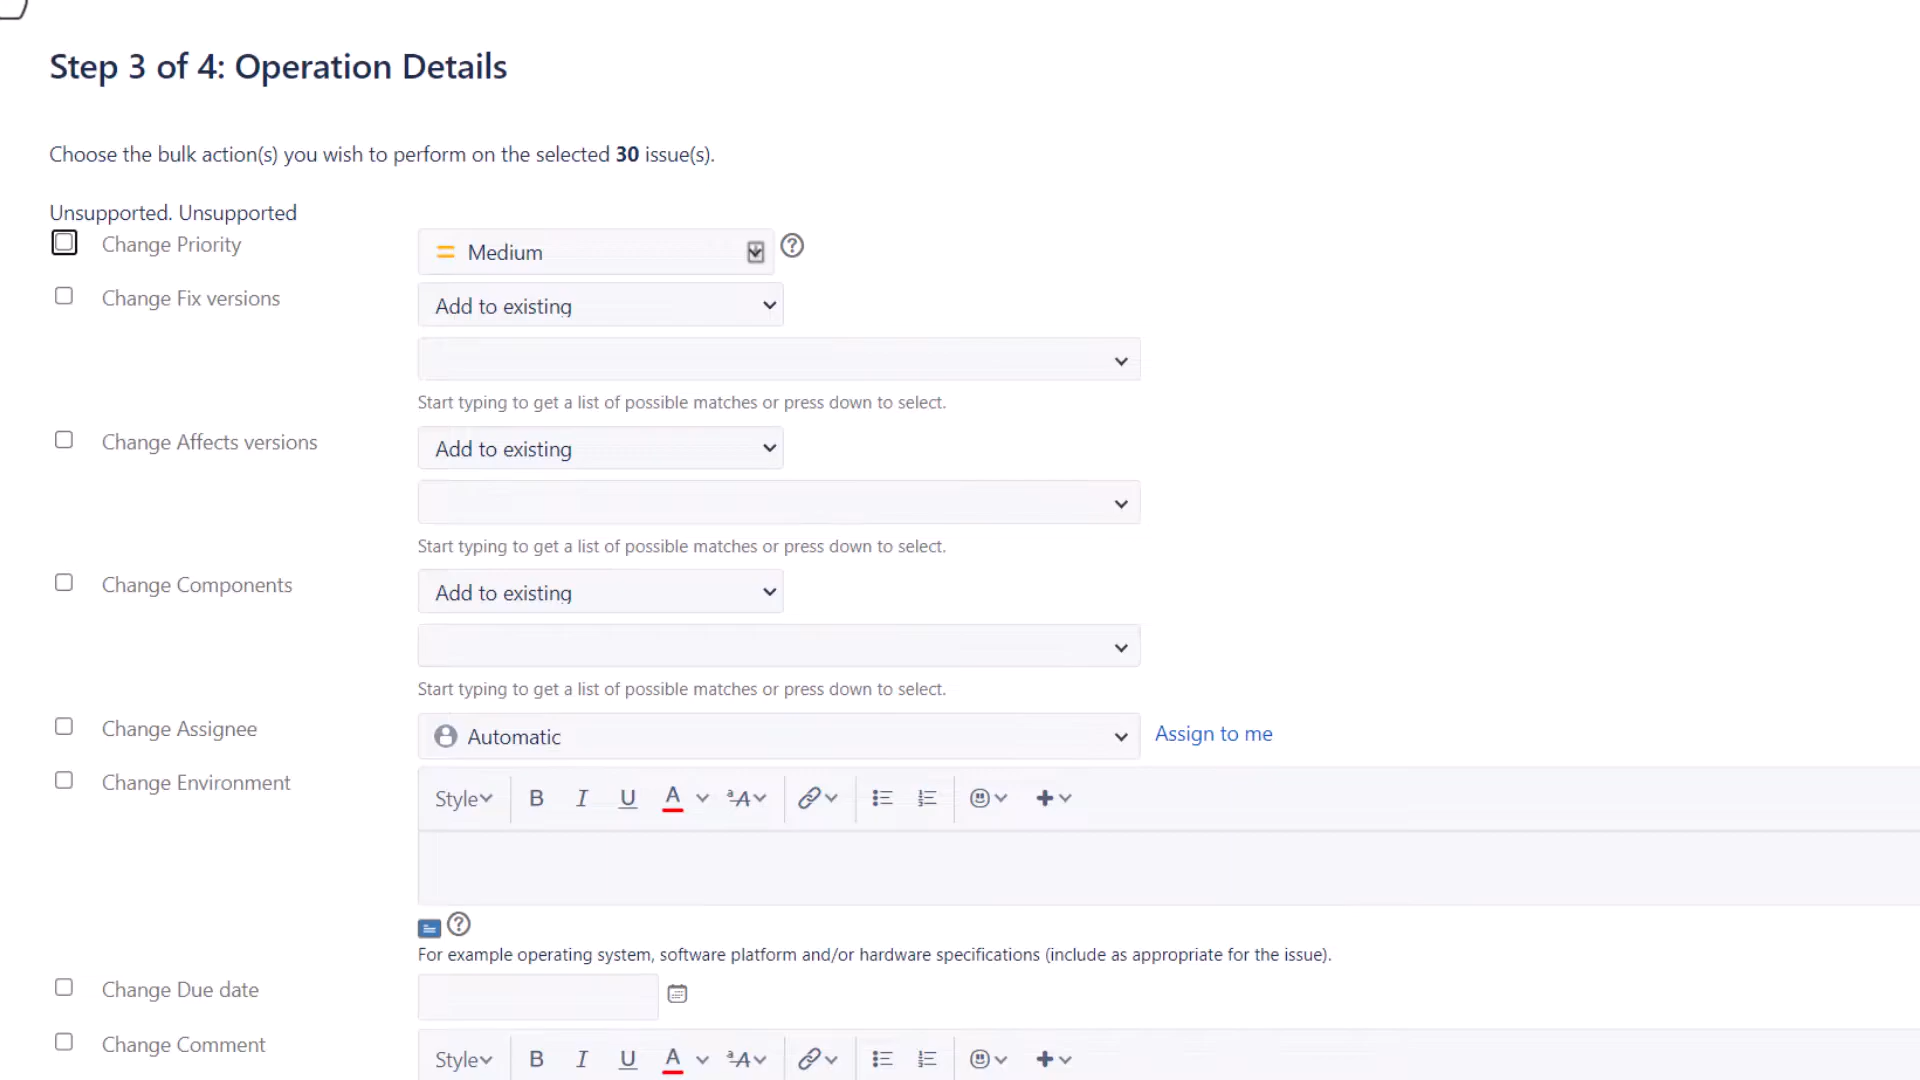 Step 3 of 4: Operation Details
Choose the bulk action(s) you wish to perform on the selected 30 issue(s).
Unsupported. Unsupported
Change Priority
Medium
Change Fix versions
Add to existing
Start typing to get a list of possible matches or press down to select.
Change Affects versions
Add to existing
Start typing to get a list of possible matches or press down to select.
Change Components
Add to existing
Start typing to get a list of possible matches or press down to select.
Change Assignee
Automatic
Assign to me
Change Environment
Style B I U A ªA
For example operating system, software platform and/or hardware specifications (include as appropriate for the issue).
Change Due date
Change Comment
Style B I U A ªA